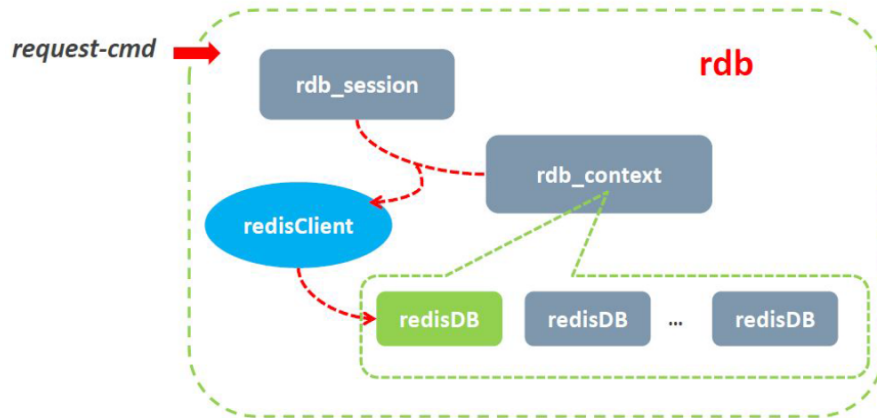 request-cmd
rdb
rdb_session
rdb_context
redisClient
redisDB
redisDB
...
redisDB